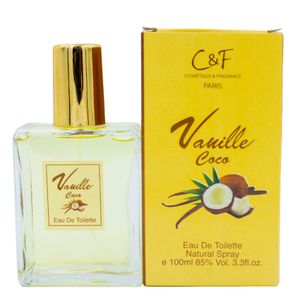 Vanille
Coco
Eau De Toilette
C&F
COSMÉTIQUE & FRAGRANCE
PARIS
Vanille
Coco
Eau De Toilette
Natural Spray
e 100ml 85% Vol. 3.3fl.oz.